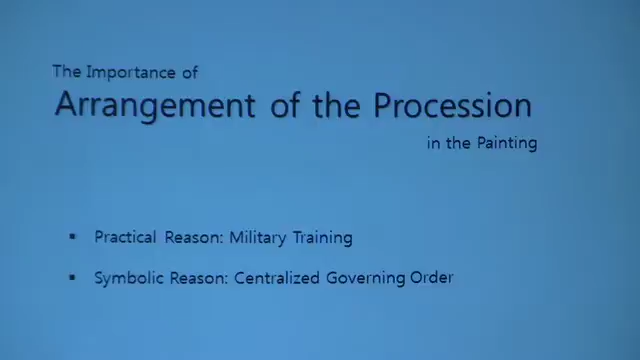 The Importance of
Arrangement of the Procession
in the Painting
▪ Practical Reason: Military Training
▪ Symbolic Reason: Centralized Governing Order